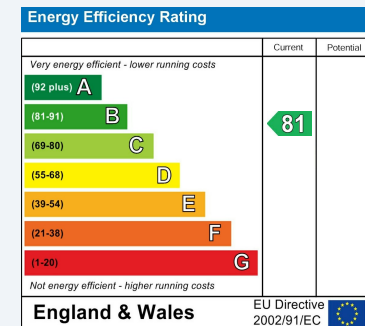 Energy Efficiency Rating
Current Potential
Very energy efficient - lower running costs
(92 plus) A
(81-91) B
81
(69-80) C
(55-68) D
(39-54) E
(21-38) F
(1-20) G
Not energy efficient - higher running costs
England & Wales
EU Directive
2002/91/EC